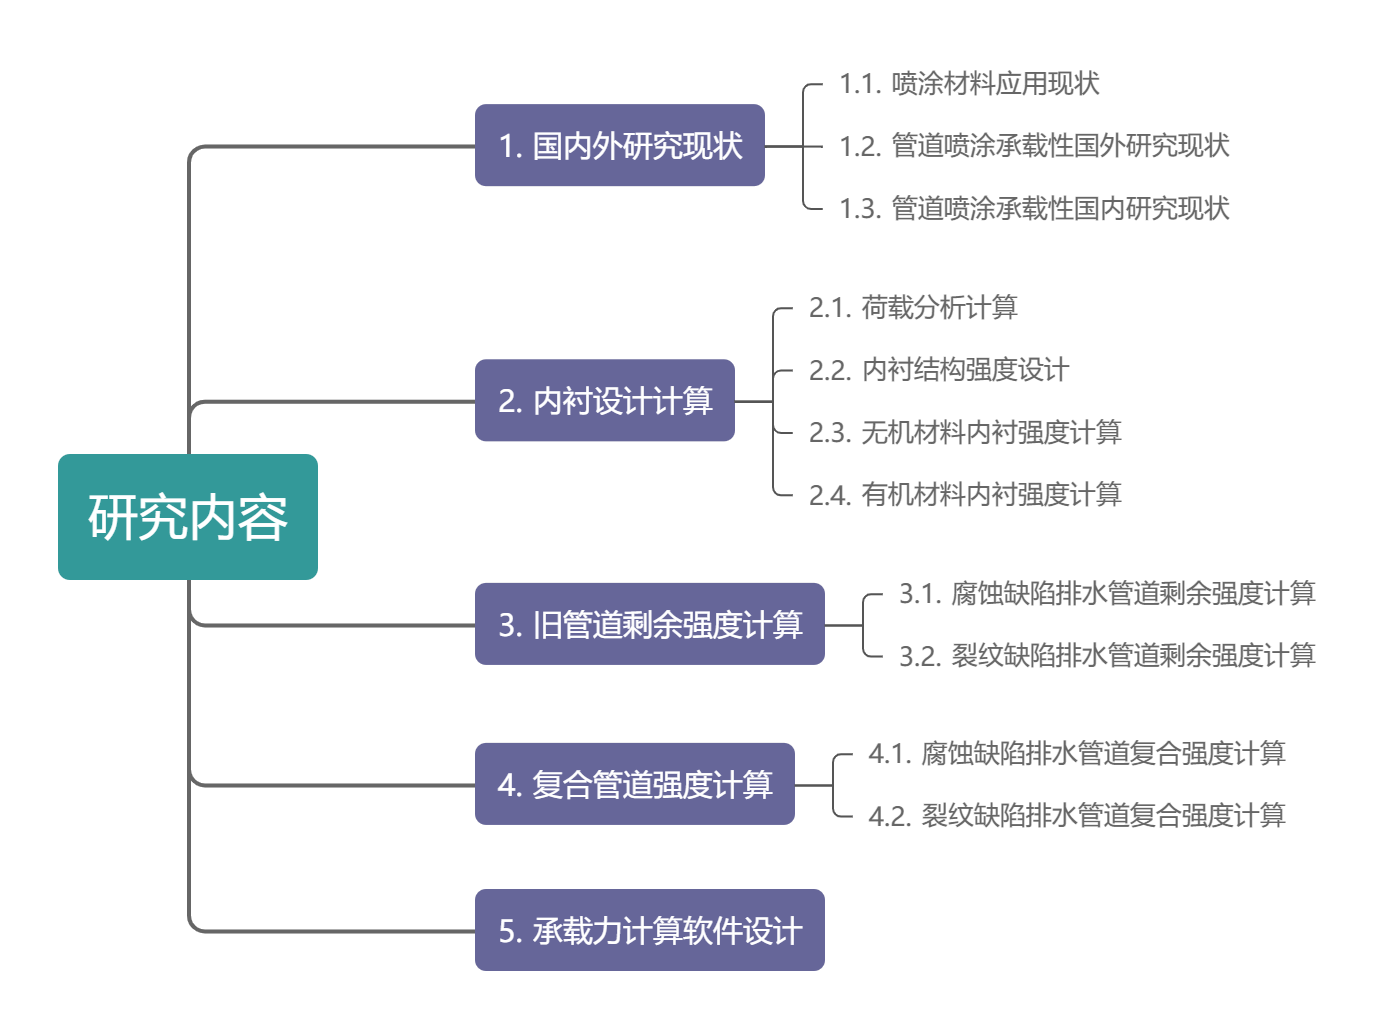 研究内容
1. 国内外研究现状
1.1. 喷涂材料应用现状
1.2. 管道喷涂承载性国外研究现状
1.3. 管道喷涂承载性国内研究现状
2. 内衬设计计算
2.1. 荷载分析计算
2.2. 内衬结构强度设计
2.3. 无机材料内衬强度计算
2.4. 有机材料内衬强度计算
3. 旧管道剩余强度计算
3.1. 腐蚀缺陷排水管道剩余强度计算
3.2. 裂纹缺陷排水管道剩余强度计算
4. 复合管道强度计算
4.1. 腐蚀缺陷排水管道复合强度计算
4.2. 裂纹缺陷排水管道复合强度计算
5. 承载力计算软件设计